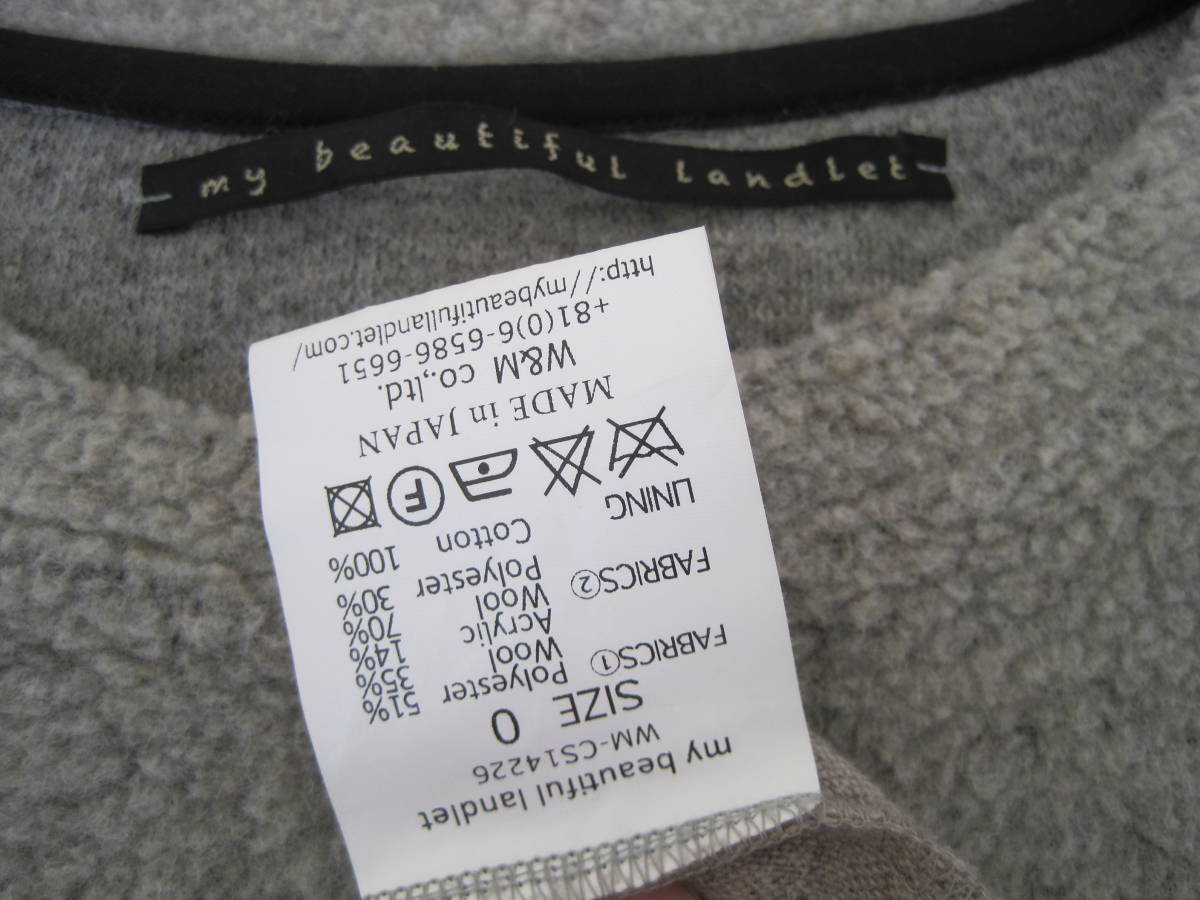 my beautiful landlet
my beautiful landlet
WM-CS14226
SIZE 0
FABRICS① Polyester 51%
Wool 35%
Acrylic 14%
FABRICS② Wool 70%
Polyester 30%
LINING Cotton 100%
F
MADE in JAPAN
W&M co.,ltd.
+81(0)6-6586-6651
http://mybeautifullandlet.com/